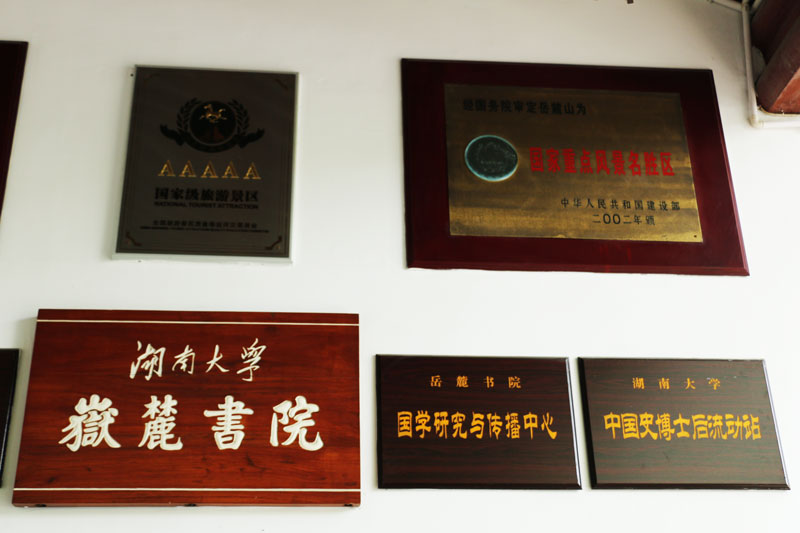 AAAAA
国家级旅游景区
NATIONAL TOURIST ATTRACTION
经国务院审定岳麓山为
国家重点风景名胜区
中华人民共和国建设部
二〇〇二年颁
湖南大学
嶽麓書院
岳麓书院
国学研究与传播中心
湖南大学
中国史博士后流动站